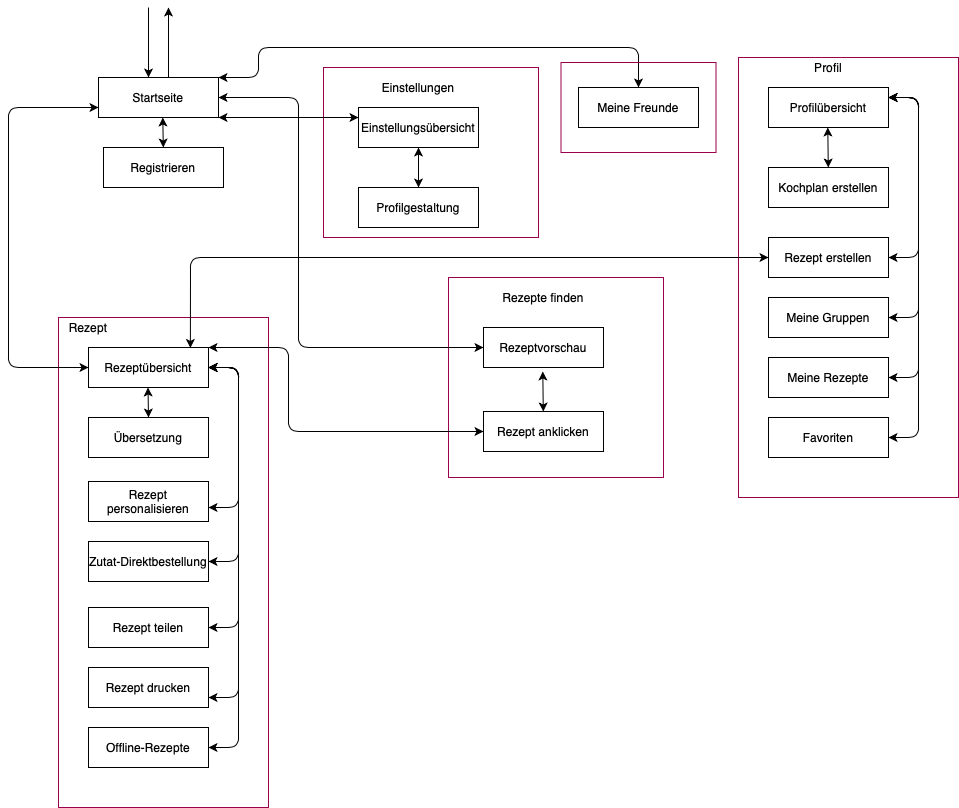 Startseite
Registrieren
Einstellungen
Einstellungsübersicht
Profilgestaltung
Meine Freunde
Profil
Profilübersicht
Kochplan erstellen
Rezept erstellen
Meine Gruppen
Meine Rezepte
Favoriten
Rezepte finden
Rezeptvorschau
Rezept anklicken
Rezept
Rezeptübersicht
Übersetzung
Rezept
personalisieren
Zutat-Direktbestellung
Rezept teilen
Rezept drucken
Offline-Rezepte